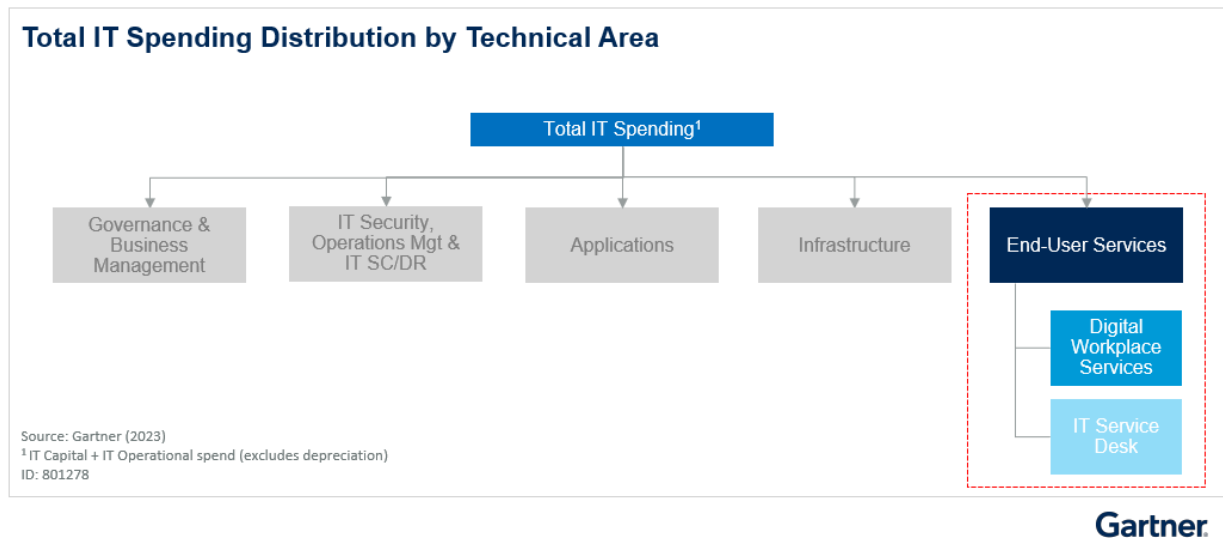 Total IT Spending Distribution by Technical Area
Total IT Spending¹
Governance &
Business
Management
IT Security,
Operations Mgt &
IT SC/DR
Applications
Infrastructure
End-User Services
Digital
Workplace
Services
IT Service
Desk
Source: Gartner (2023)
¹ IT Capital + IT Operational spend (excludes depreciation)
ID: 801278
Gartner.